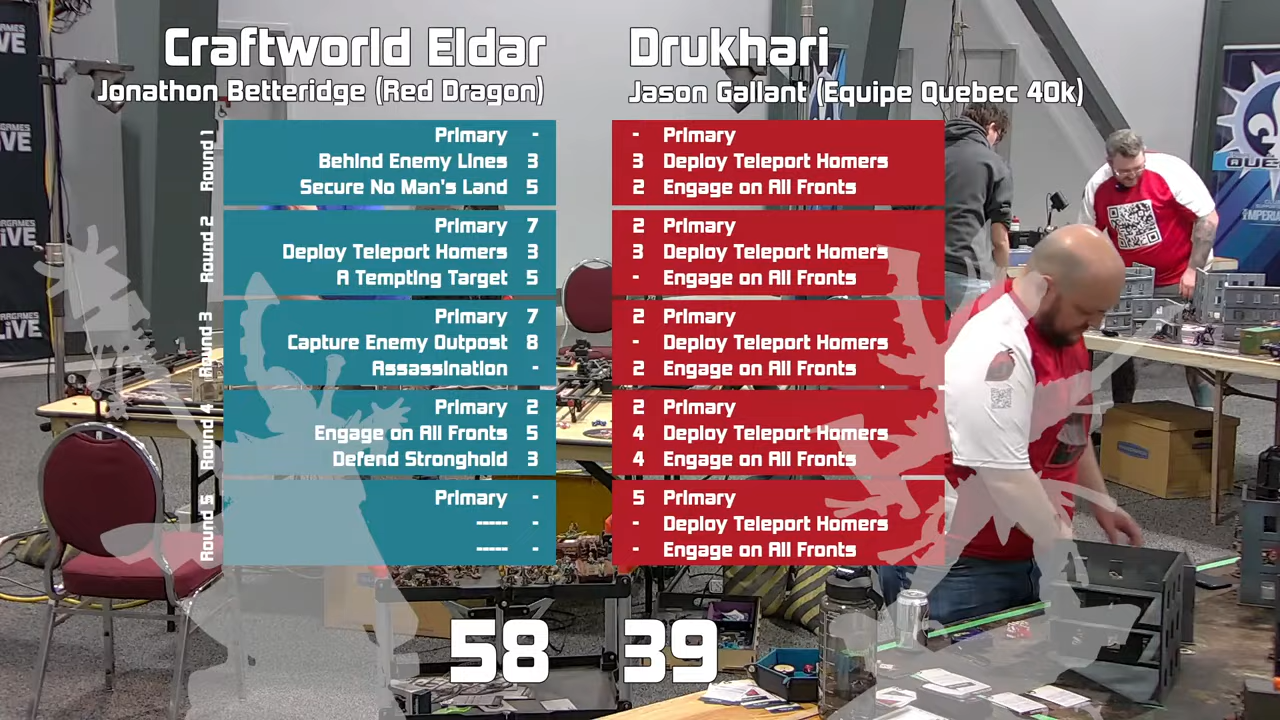 Craftworld Eldar
Jonathon Betteridge (Red Dragon)
Round 1
Primary -
Behind Enemy Lines 3
Secure No Man's Land 5
Round 2
Primary 7
Deploy Teleport Homers 3
A Tempting Target 5
Round 3
Primary 7
Capture Enemy Outpost 8
Assassination -
Round 4
Primary 2
Engage on All Fronts 5
Defend Stronghold 3
Round 5
Primary -
----- -
----- -
58
Drukhari
Jason Gallant (Equipe Quebec 40k)
- Primary
3 Deploy Teleport Homers
2 Engage on All Fronts
2 Primary
3 Deploy Teleport Homers
- Engage on All Fronts
2 Primary
- Deploy Teleport Homers
2 Engage on All Fronts
2 Primary
4 Deploy Teleport Homers
4 Engage on All Fronts
5 Primary
- Deploy Teleport Homers
- Engage on All Fronts
39